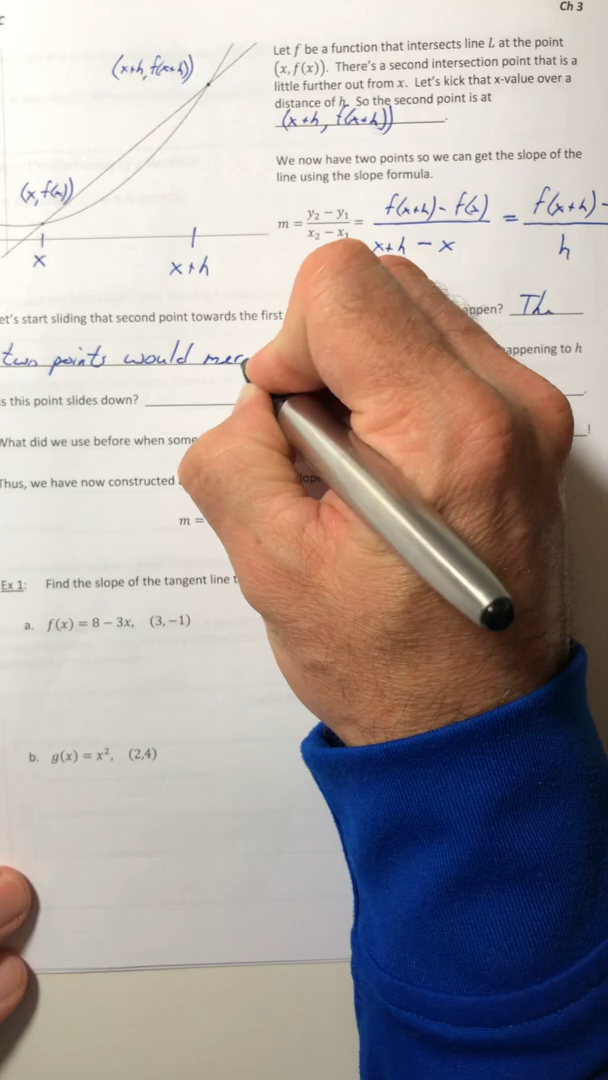 Ch 3
(x+h, f(x+h))
Let f be a function that intersects line L at the point
(x, f(x)). There's a second intersection point that is a
little further out from x. Let's kick that x-value over a
distance of h. So the second point is at
(x+h, f(x+h)).
We now have two points so we can get the slope of the
line using the slope formula.
(x, f(x))
m = y₂ − y₁ / x₂ − x₁ = f(x+h) - f(x) / x+h - x = f(x+h) - / h
x
x+h
et's start sliding that second point towards the first appen? Th
two points would mer appening to h
s this point slides down?
What did we use before when some !
Thus, we have now constructed lope
m =
Ex 1: Find the slope of the tangent line
a. f(x) = 8 − 3x, (3, −1)
b. g(x) = x², (2,4)